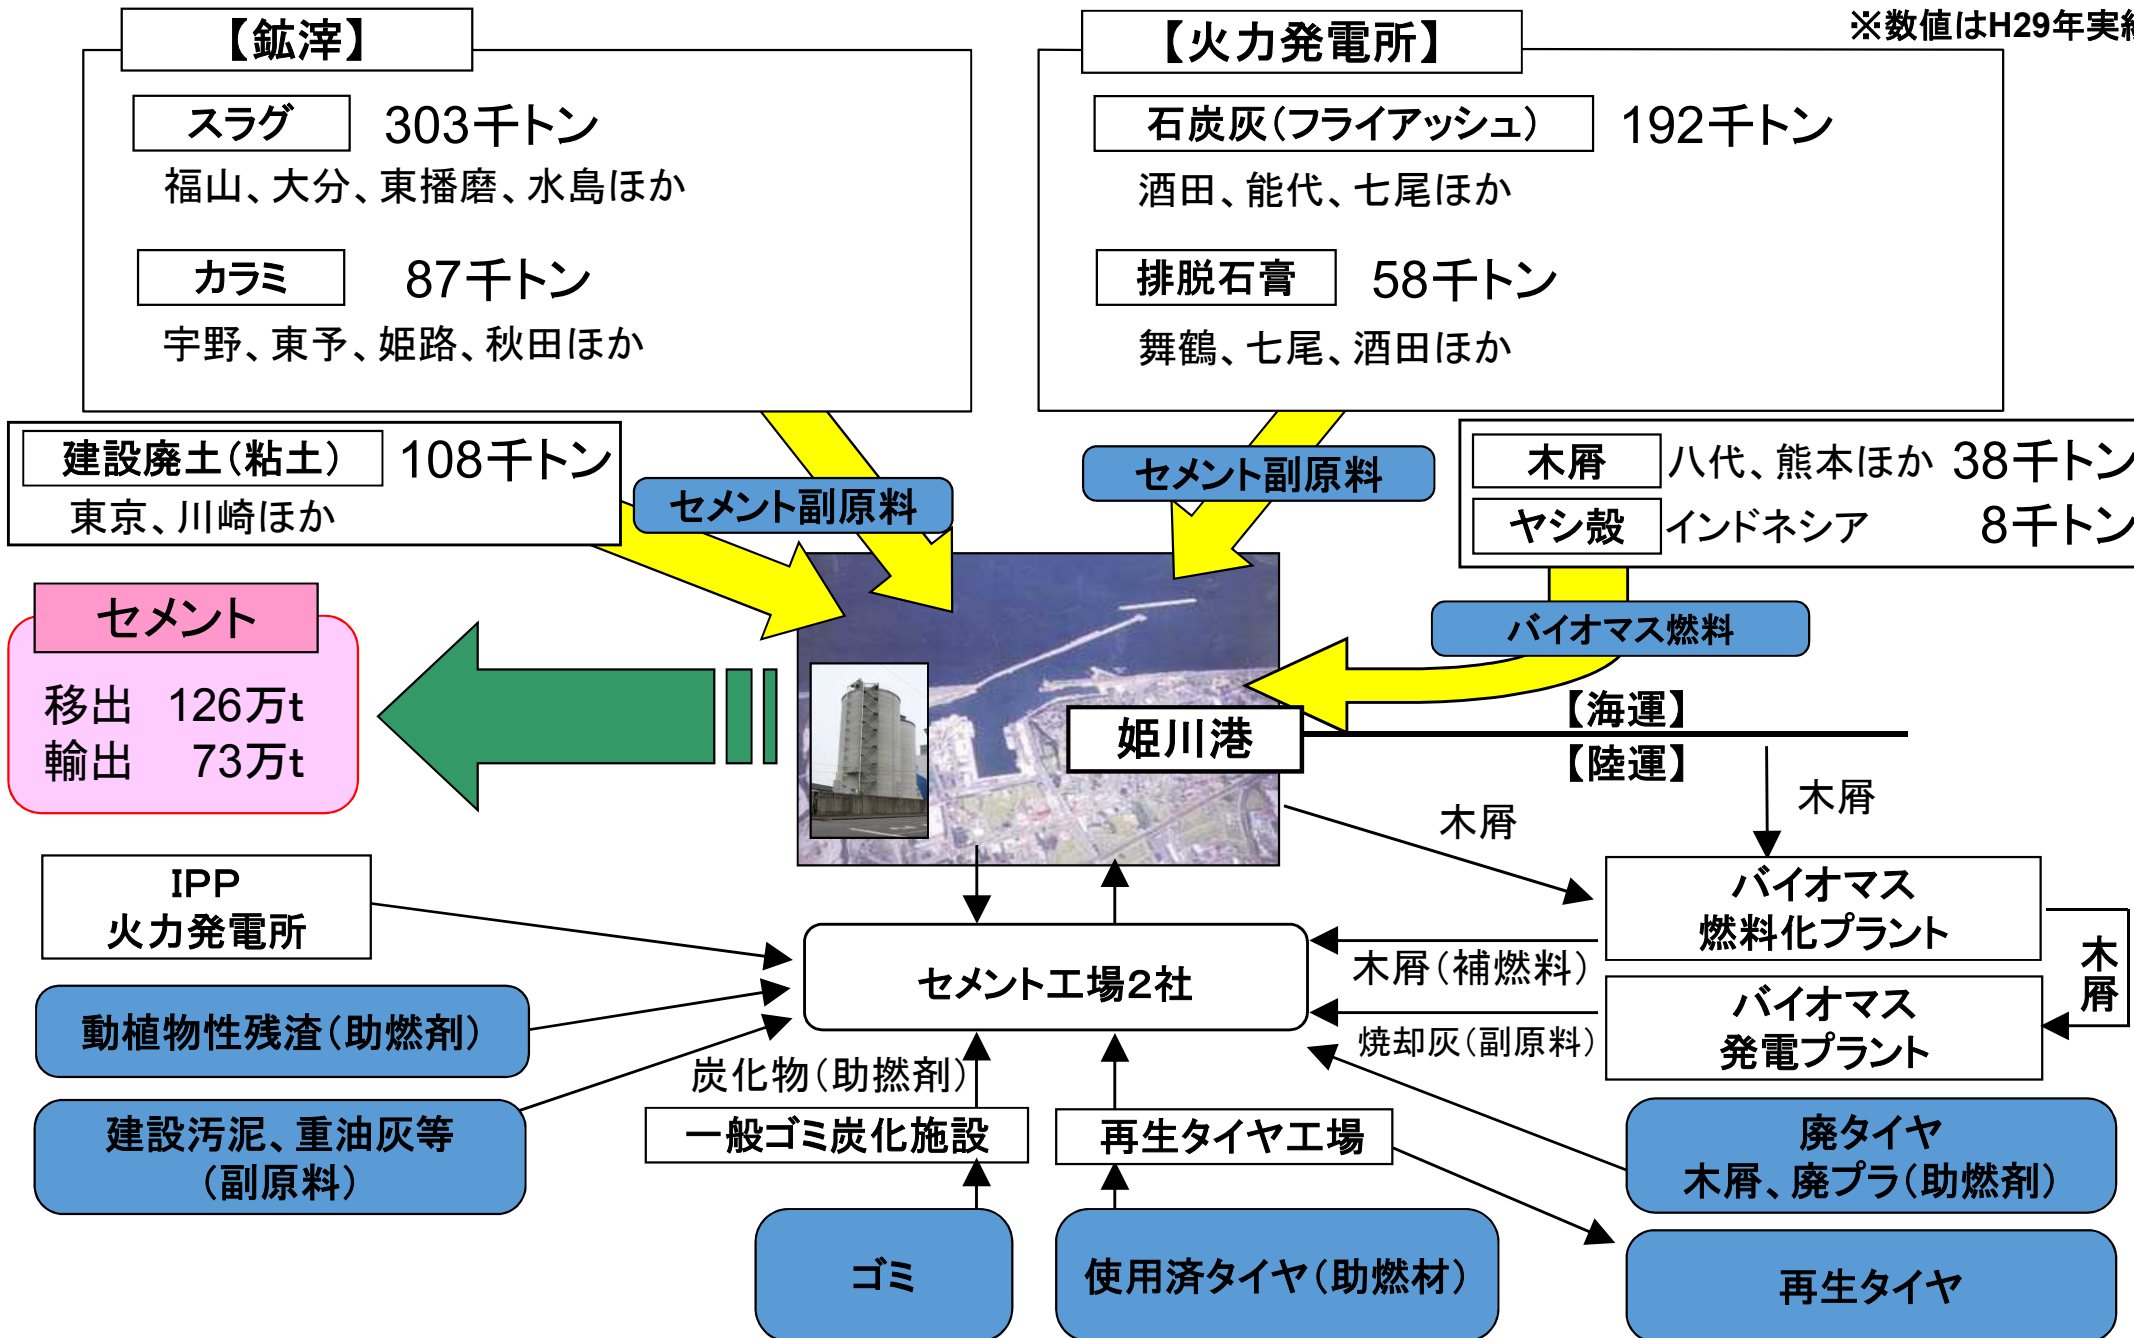 ※数値はH29年実
【鉱滓】
スラグ 303千トン
福山、大分、東播磨、水島ほか
カラミ 87千トン
宇野、東予、姫路、秋田ほか
【火力発電所】
石炭灰(フライアッシュ) 192千トン
酒田、能代、七尾ほか
排脱石膏 58千トン
舞鶴、七尾、酒田ほか
建設廃土(粘土) 108千トン
東京、川崎ほか
セメント副原料
セメント副原料
木屑 八代、熊本ほか 38千トン
ヤシ殻 インドネシア 8千トン
バイオマス燃料
セメント
移出 126万t
輸出 73万t
姫川港
【海運】
【陸運】
木屑
木屑
IPP
火力発電所
バイオマス
燃料化プラント
木屑
セメント工場2社
木屑(補燃料)
バイオマス
発電プラント
焼却灰(副原料)
動植物性残渣(助燃剤)
炭化物(助撚剤)
建設汚泥、重油灰等
(副原料)
一般ゴミ炭化施設
再生タイヤ工場
廃タイヤ
木屑、廃プラ(助燃剤)
ゴミ
使用済タイヤ(助燃材)
再生タイヤ